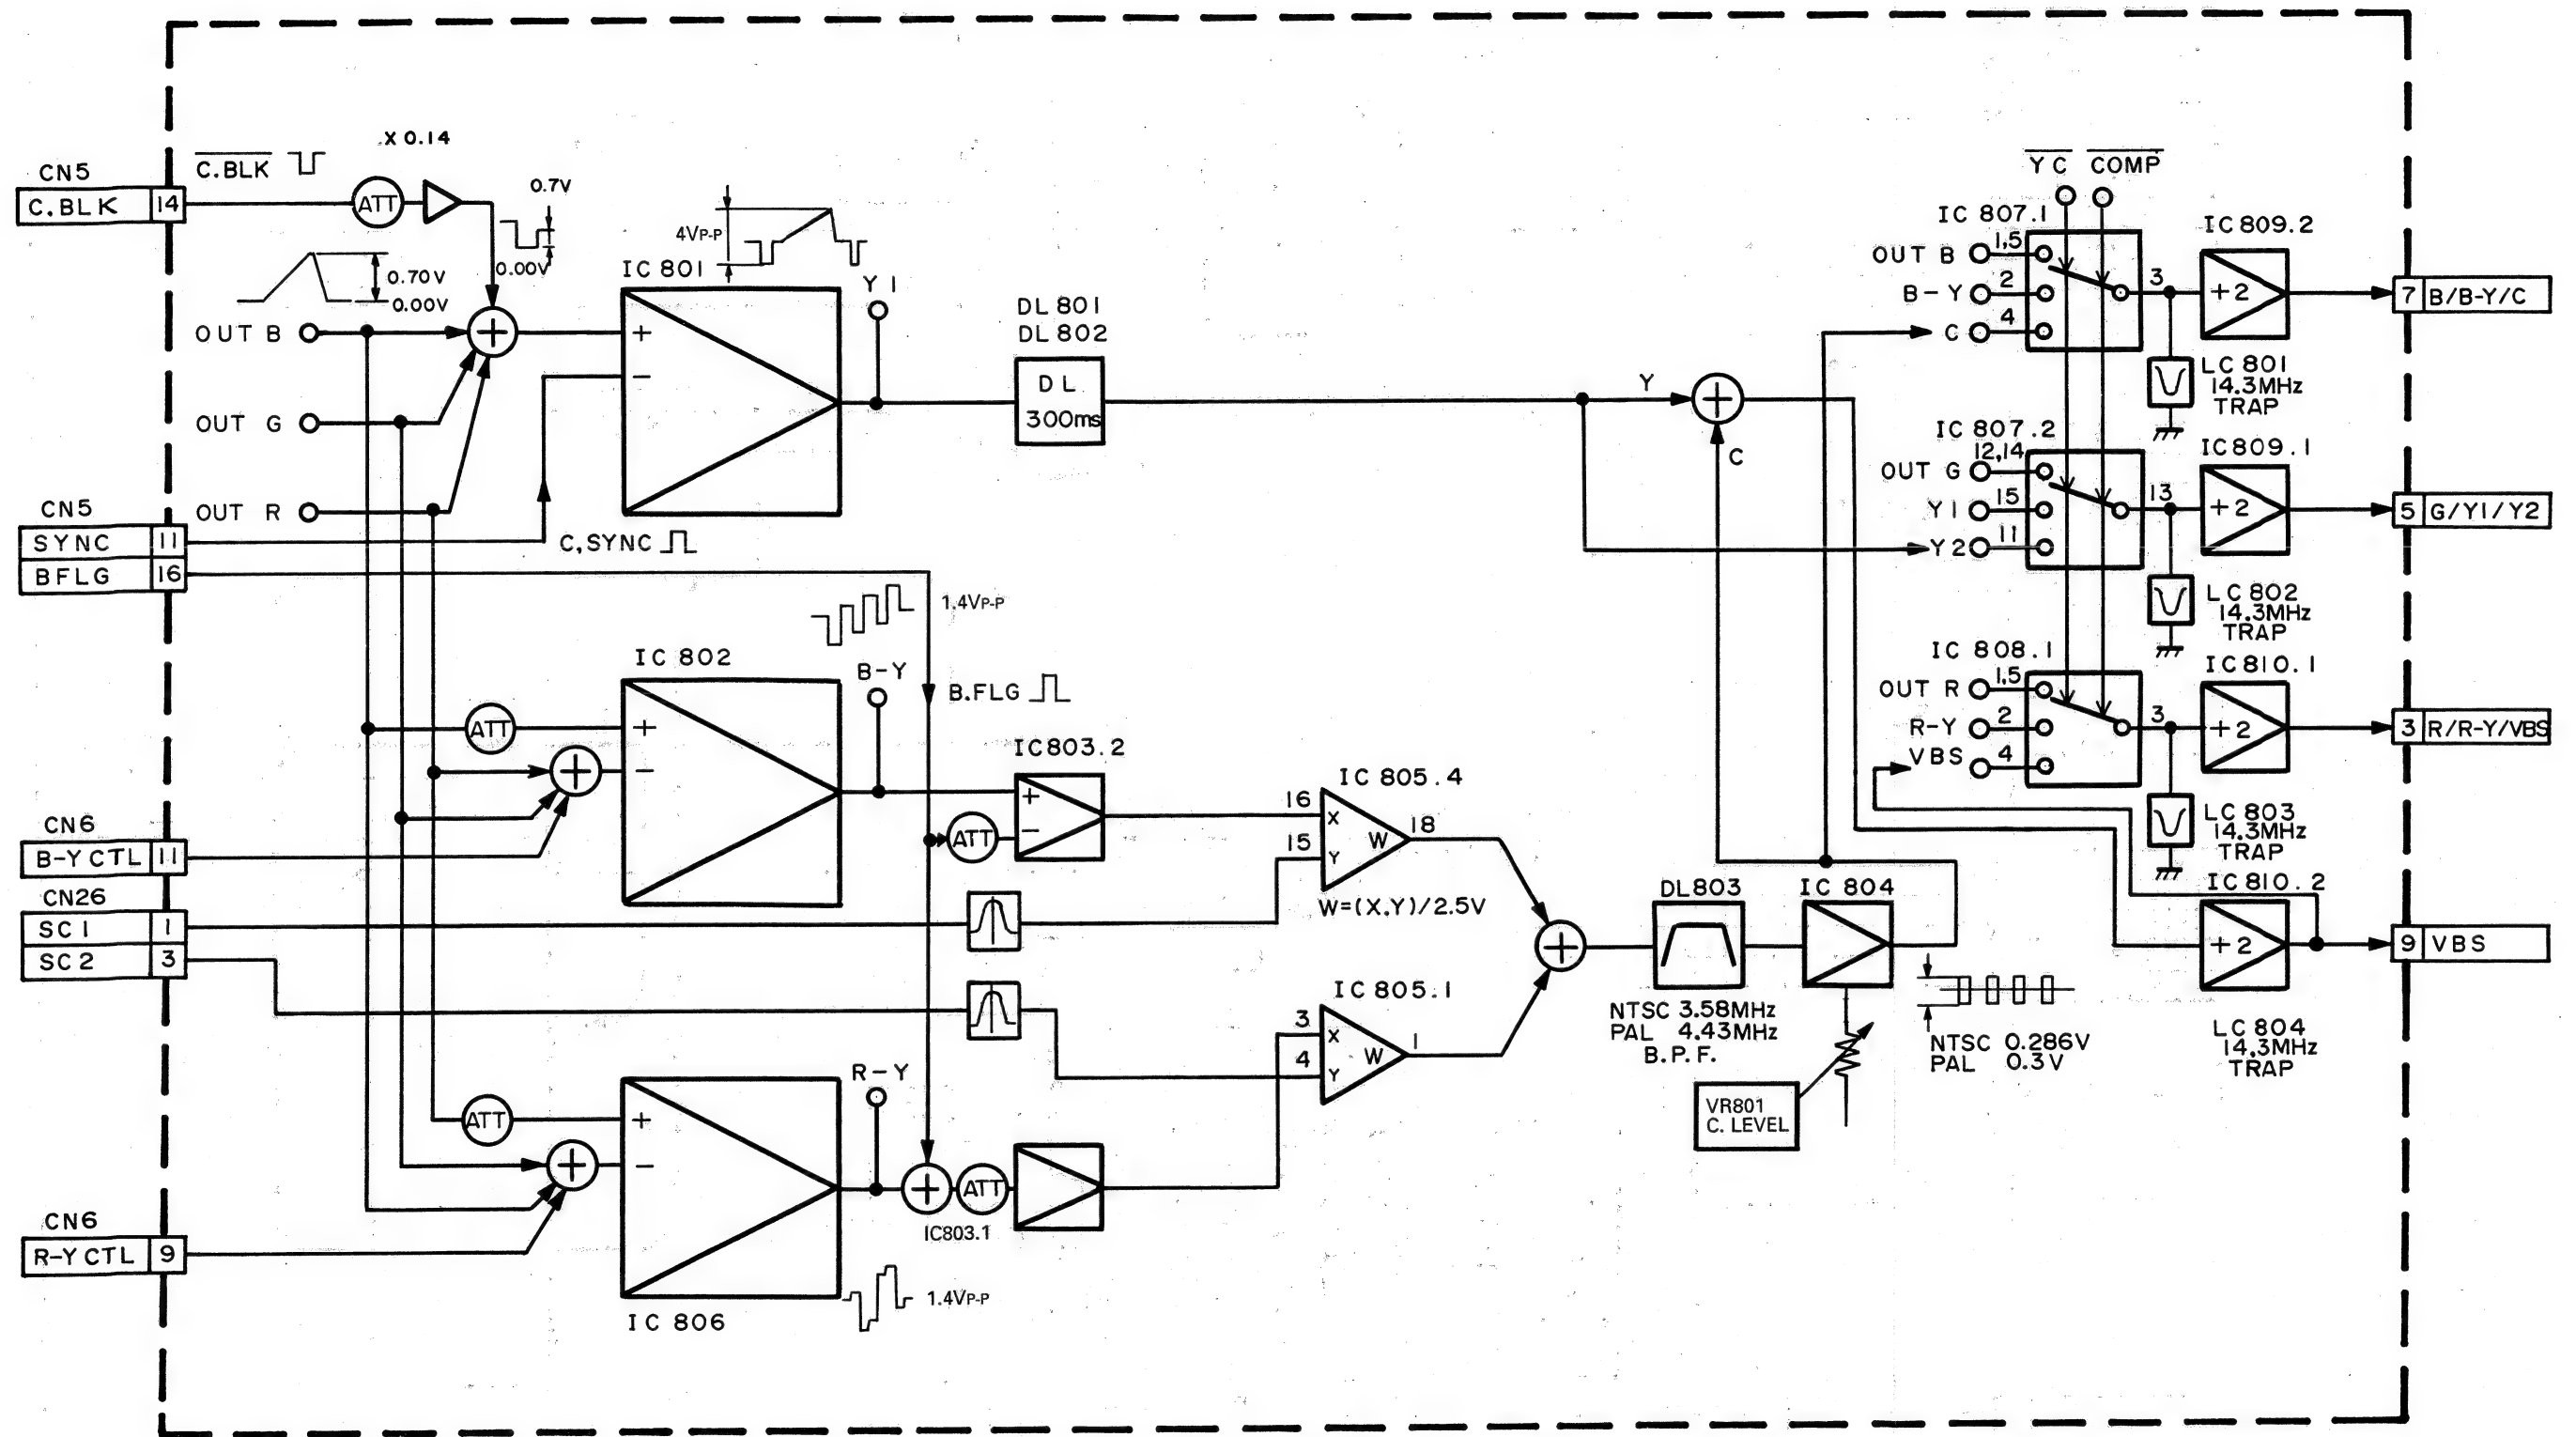 X 0.14
CN5
C.BLK 14
C.BLK
ATT
0.7V
0.00V
0.70V
0.00V
4VP-P
IC 801
Y1
DL 801
DL 802
DL
300ms
OUT B
OUT G
OUT R
+
+
−
CN5
SYNC 11
BFLG 16
C,SYNC
1.4VP-P
B.FLG
IC 802
B-Y
ATT
+
+
−
IC803.2
+
−
ATT
CN6
B-Y CTL 11
CN26
SC1 1
SC2 3
IC 805.4
16 X
15 Y
W 18
W=(X,Y)/2.5V
IC 805.1
3 X
4 Y
W 1
+
ATT
+
+
−
R-Y
+
ATT
IC803.1
CN6
R-Y CTL 9
1.4VP-P
IC 806
DL803
NTSC 3.58MHz
PAL 4.43MHz
B.P.F.
IC 804
VR801
C. LEVEL
NTSC 0.286V
PAL 0.3V
Y
+
C
YC COMP
IC 807.1
OUT B 1,5
B-Y 2
C 4
3
IC 809.2
+2
7 B/B-Y/C
LC 801
14.3MHz
TRAP
IC 807.2
OUT G 12,14
Y1 15
Y2 11
13
IC809.1
+2
5 G/Y1/Y2
LC 802
14.3MHz
TRAP
IC 808.1
OUT R 1,5
R-Y 2
VBS 4
3
IC810.1
+2
3 R/R-Y/VBS
LC 803
14.3MHz
TRAP
IC 810.2
+2
9 VBS
LC 804
14.3MHz
TRAP